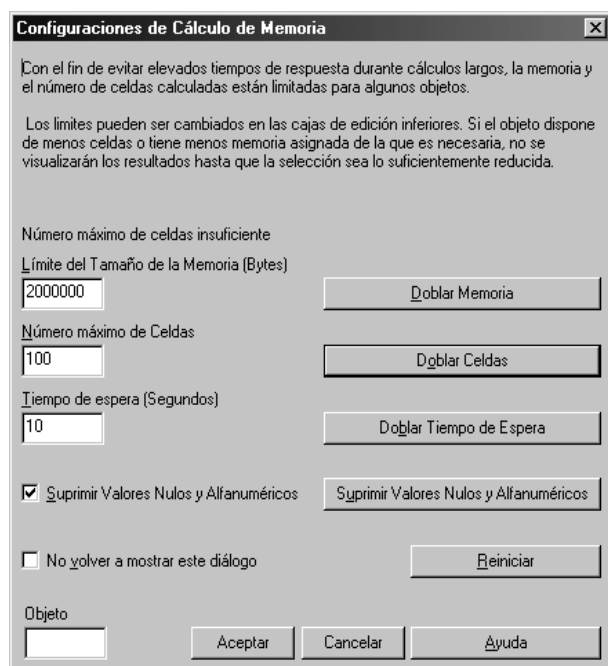 Configuraciones de Cálculo de Memoria
Con el fin de evitar elevados tiempos de respuesta durante cálculos largos, la memoria y
el número de celdas calculadas están limitadas para algunos objetos.
Los limites pueden ser cambiados en las cajas de edición inferiores. Si el objeto dispone
de menos celdas o tiene menos memoria asignada de la que es necesaria, no se
visualizarán los resultados hasta que la selección sea lo suficientemente reducida.
Número máximo de celdas insuficiente
Límite del Tamaño de la Memoria (Bytes)
2000000 Doblar Memoria
Número máximo de Celdas
100 Doblar Celdas
Tiempo de espera (Segundos)
10 Doblar Tiempo de Espera
Suprimir Valores Nulos y Alfanuméricos Suprimir Valores Nulos y Alfanuméricos
No volver a mostrar este diálogo Reiniciar
Objeto
Aceptar Cancelar Ayuda